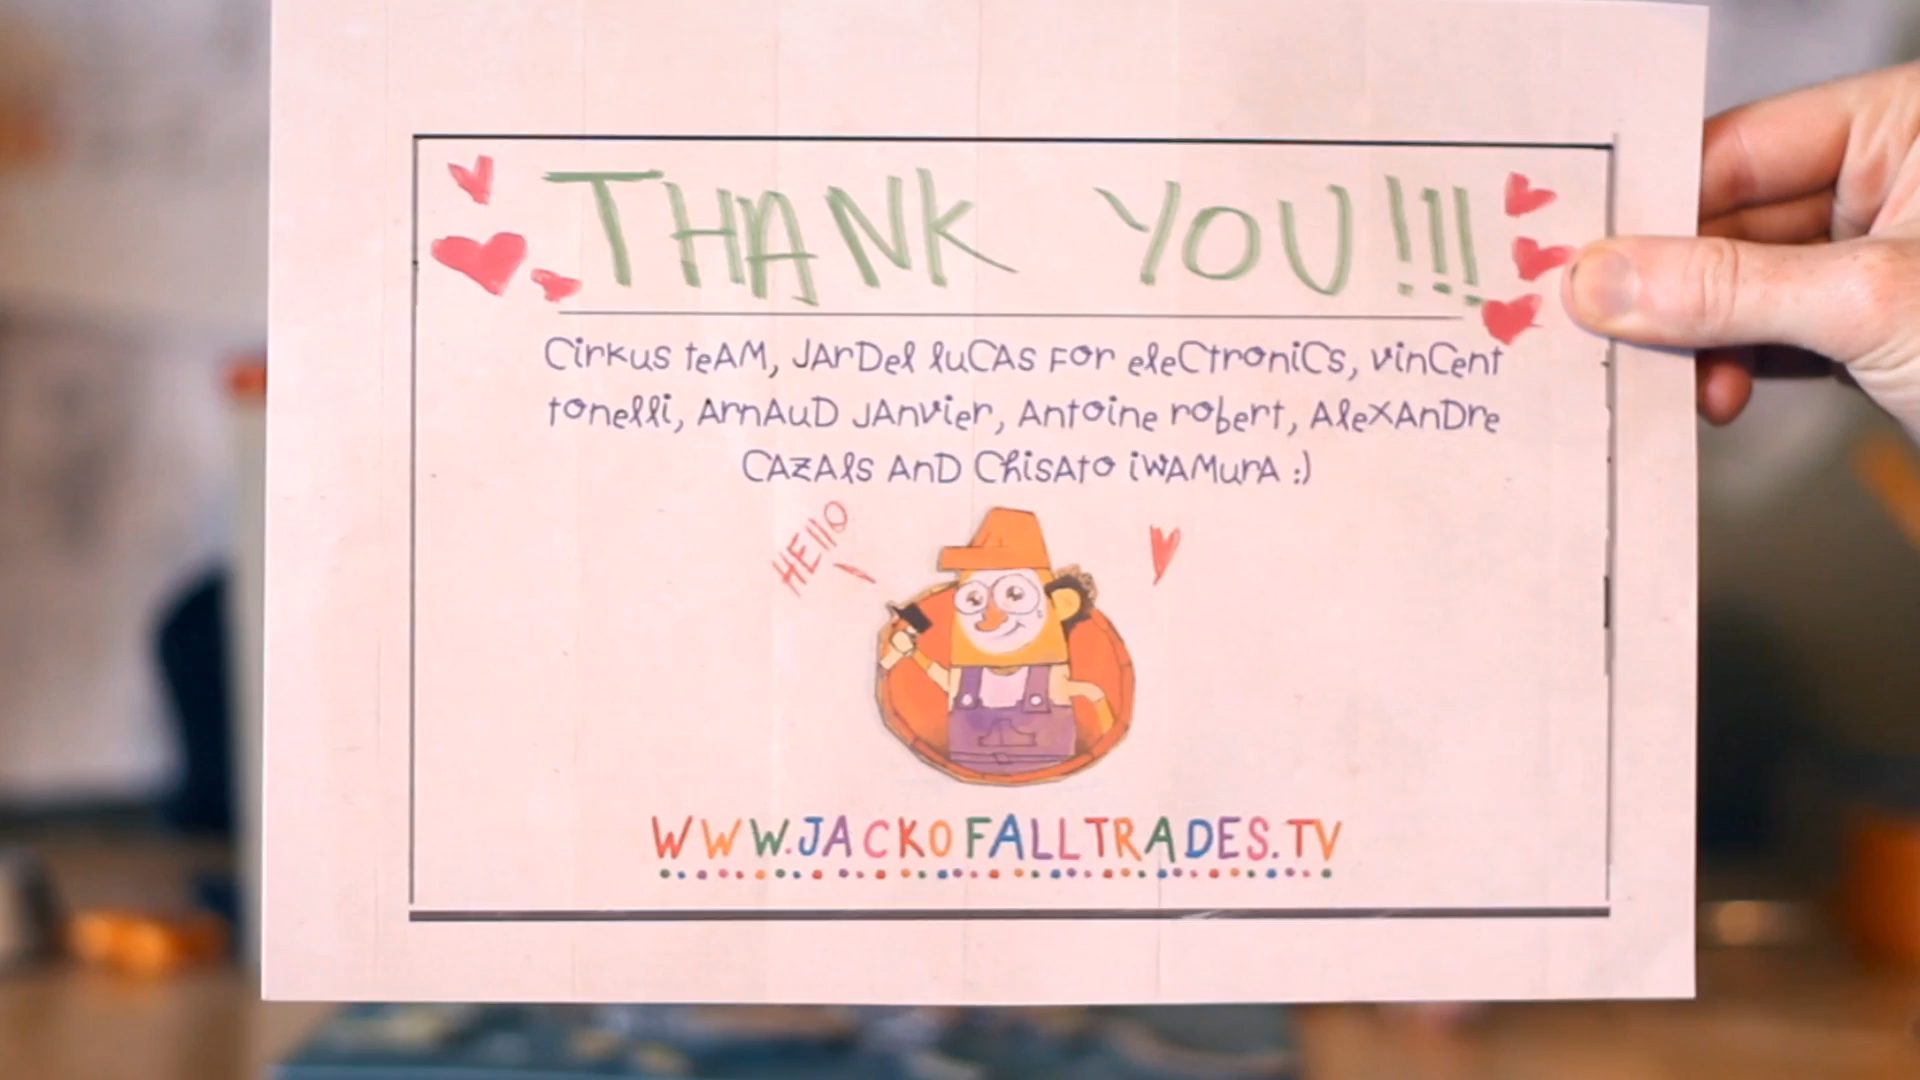 THANK YOU!!!
CirKus teAM, JArDel luCAs For eleCtroniCs, vinCent
tonelli, ArnAuD JAnvier, Antoine robert, AleXAnDre
CAzAls AnD ChisAto iwAMurA :)
HEllO
WWW.JACKOFALLTRADES.TV